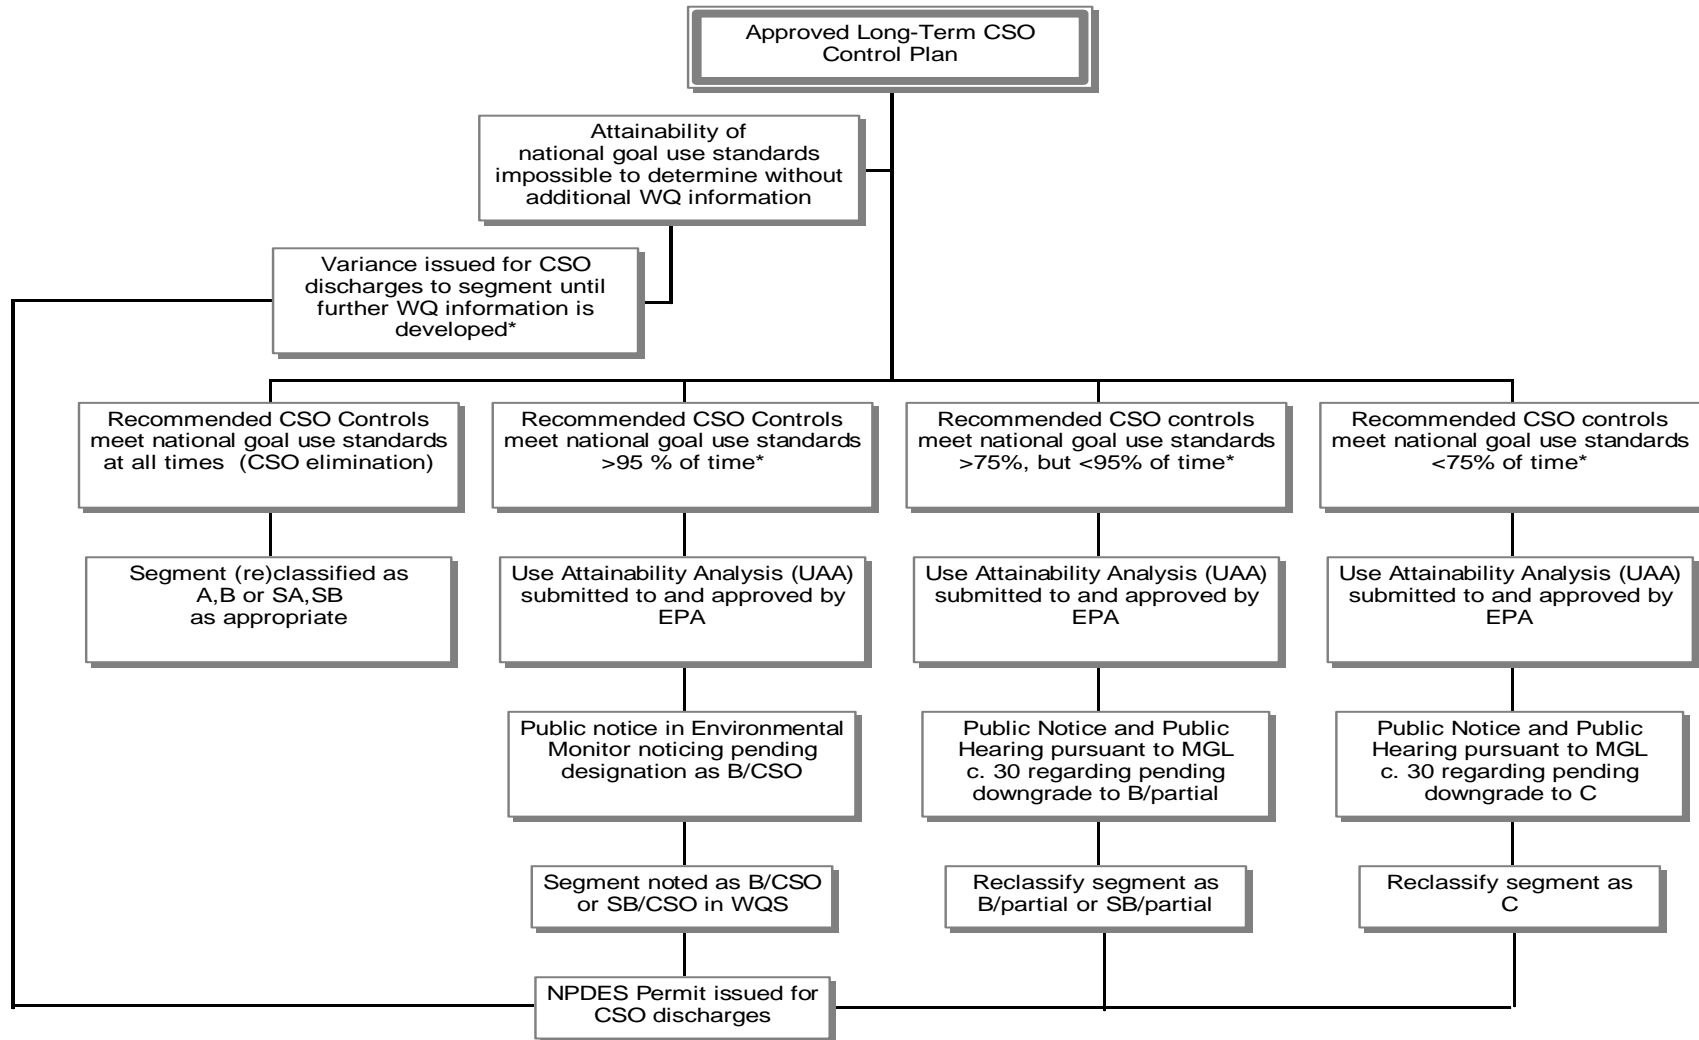 Approved Long-Term CSO
Control Plan
Attainability of
national goal use standards
impossible to determine without
additional WQ information
Variance issued for CSO
discharges to segment until
further WQ information is
developed*
Recommended CSO Controls
meet national goal use standards
at all times (CSO elimination)
Recommended CSO Controls
meet national goal use standards
>95 % of time*
Recommended CSO controls
meet national goal use standards
>75%, but <95% of time*
Recommended CSO controls
meet national goal use standards
<75% of time*
Segment (re)classified as
A,B or SA,SB
as appropriate
Use Attainability Analysis (UAA)
submitted to and approved by
EPA
Use Attainability Analysis (UAA)
submitted to and approved by
EPA
Use Attainability Analysis (UAA)
submitted to and approved by
EPA
Public notice in Environmental
Monitor noticing pending
designation as B/CSO
Public Notice and Public
Hearing pursuant to MGL
c. 30 regarding pending
downgrade to B/partial
Public Notice and Public
Hearing pursuant to MGL
c. 30 regarding pending
downgrade to C
Segment noted as B/CSO
or SB/CSO in WQS
Reclassify segment as
B/partial or SB/partial
Reclassify segment as
C
NPDES Permit issued for
CSO discharges